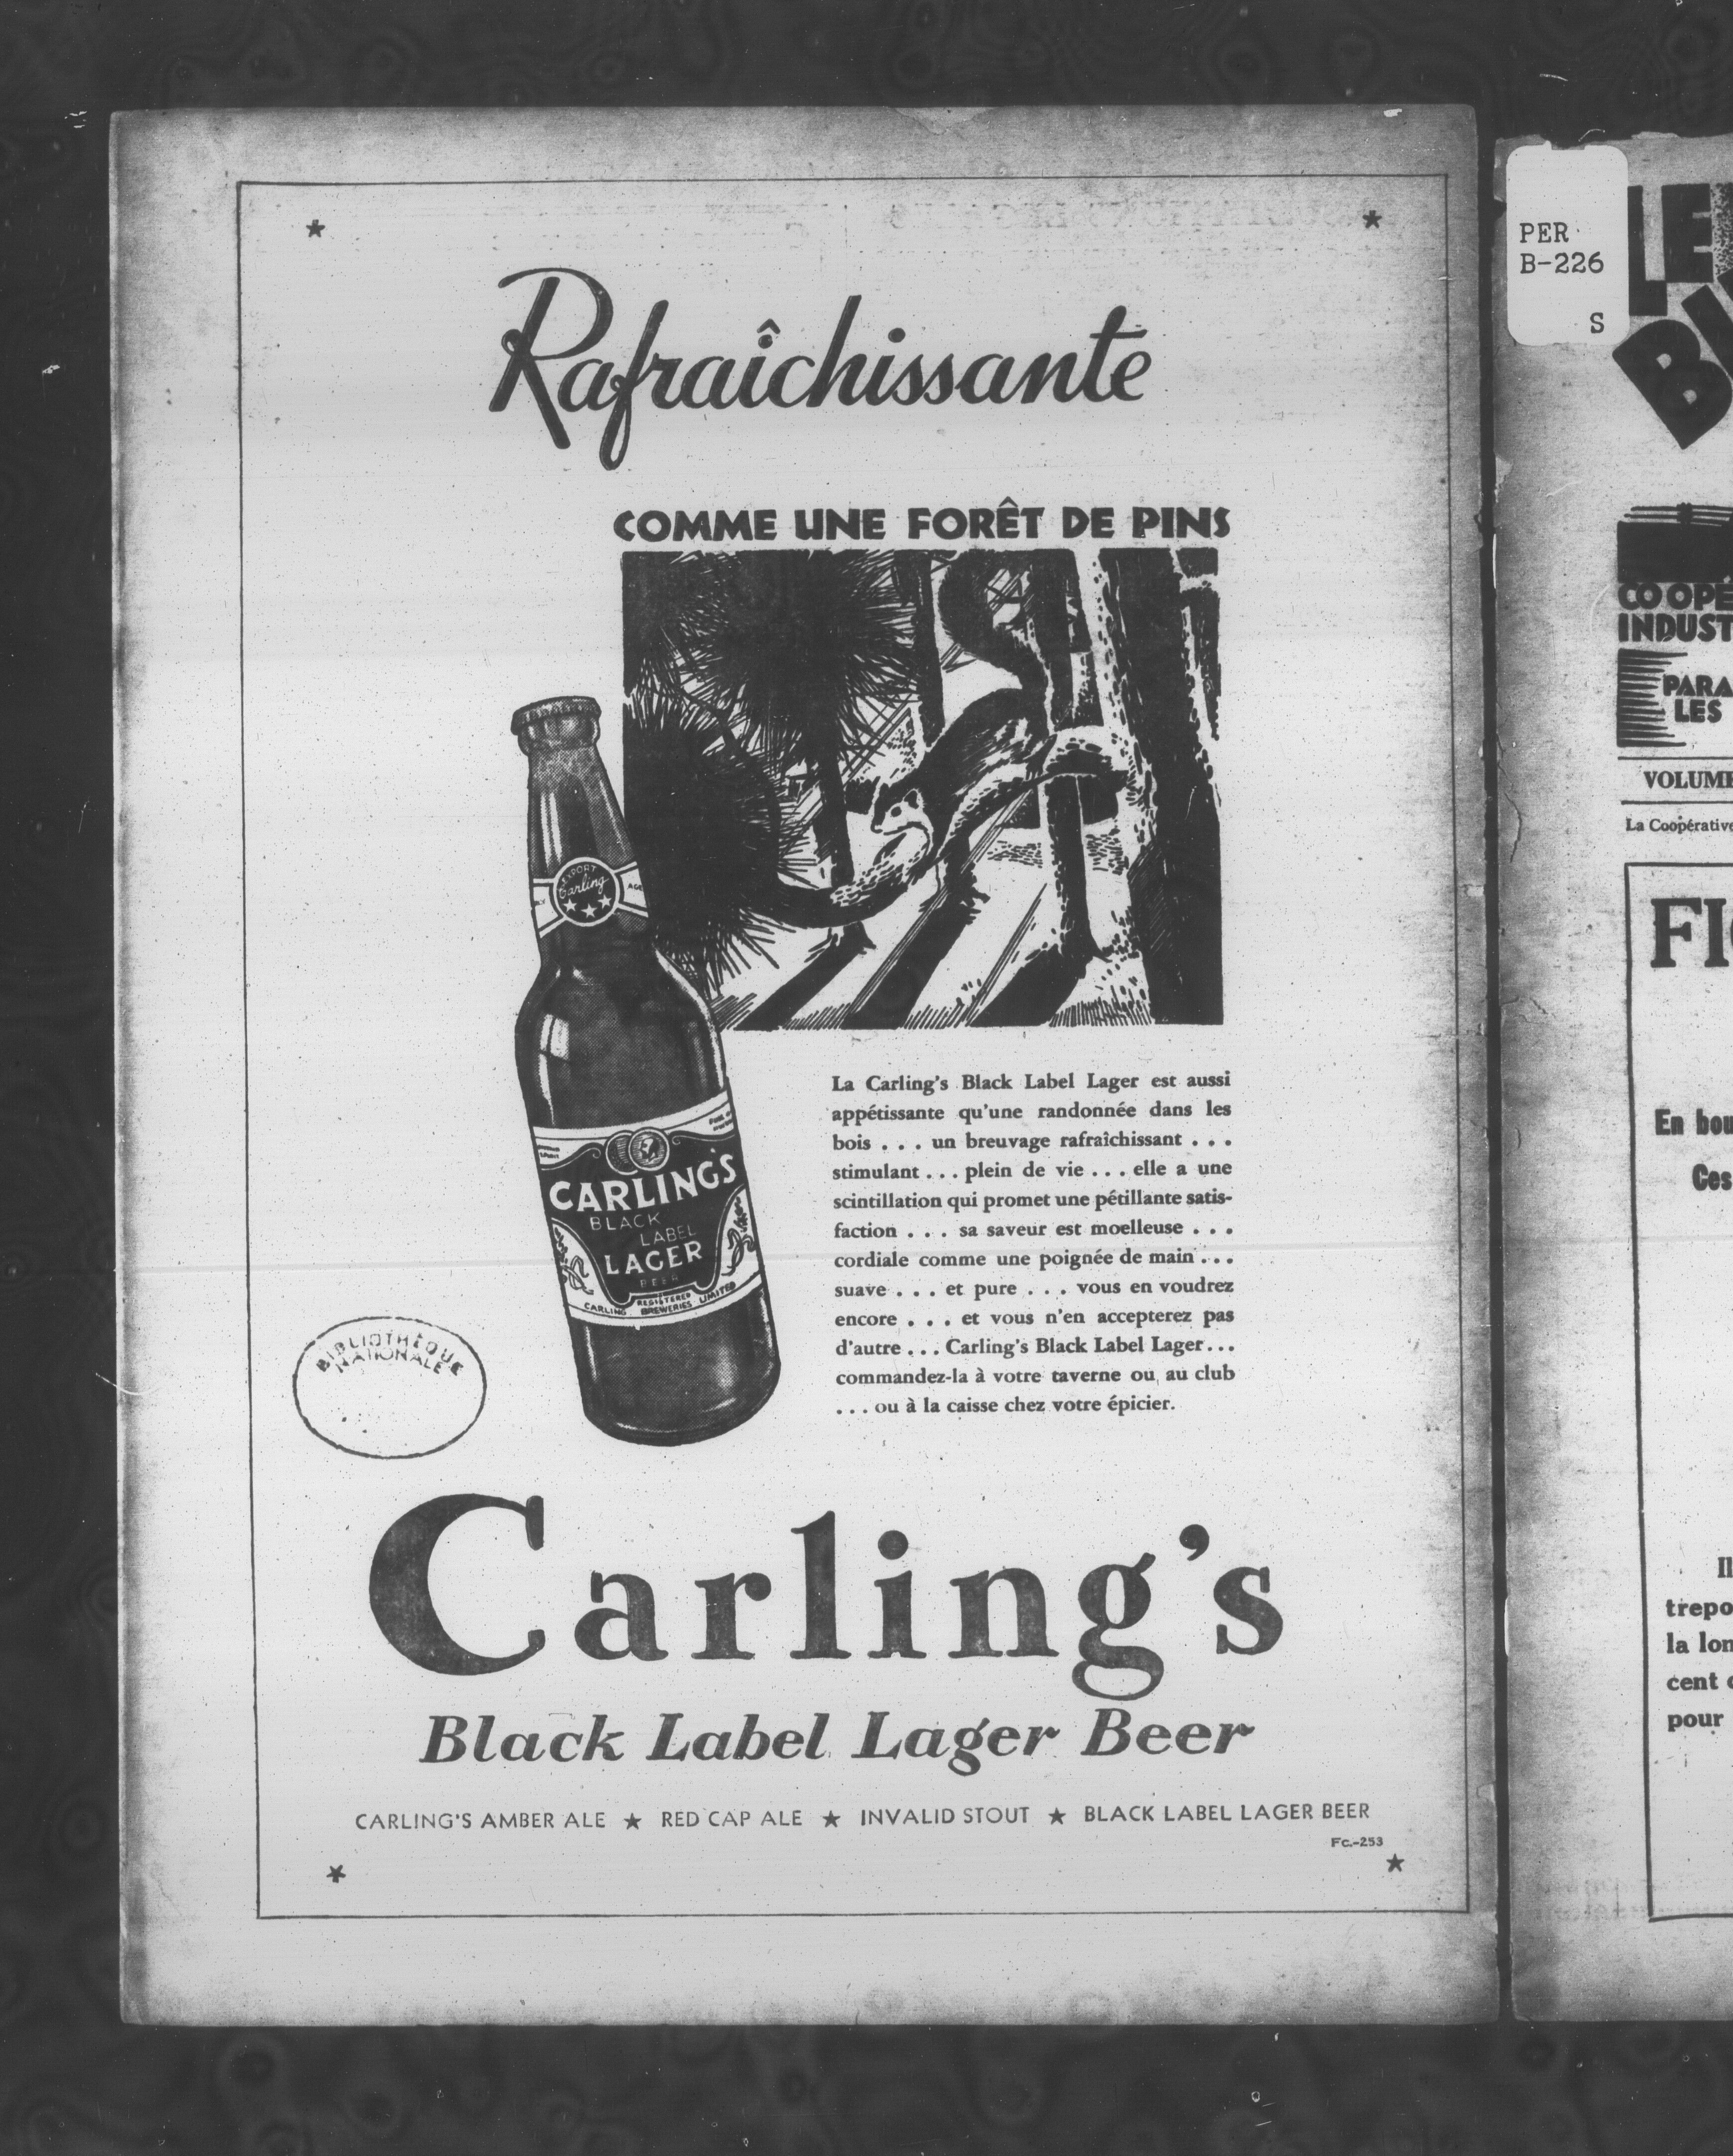 Rafraîchissante
COMME UNE FORÊT DE PINS
EXPORT
Carling
AGE
CARLING'S
BLACK
LABEL
LAGER
BEER
REGISTERED
CARLING BREWERIES LIMITED
La Carling's Black Label Lager est aussi
appétissante qu'une randonnée dans les
bois . . . un breuvage rafraîchissant . . .
stimulant . . . plein de vie . . . elle a une
scintillation qui promet une pétillante satis-
faction . . . sa saveur est moelleuse . . .
cordiale comme une poignée de main . . .
suave . . . et pure . . . vous en voudrez
encore . . . et vous n'en accepterez pas
d'autre . . . Carling's Black Label Lager . . .
commandez-la à votre taverne ou au club
. . . ou à la caisse chez votre épicier.
BIBLIOTHÈQUE
NATIONALE
Carling's
Black Label Lager Beer
CARLING'S AMBER ALE ★ RED CAP ALE ★ INVALID STOUT ★ BLACK LABEL LAGER BEER
Fc.-253
PER
B-226
S
LE
BU
COOPÉ
INDUST
PARA
LES
VOLUME
La Coopérative
FI
En bou
Ces
Il
trepo
la lon
cent
pour